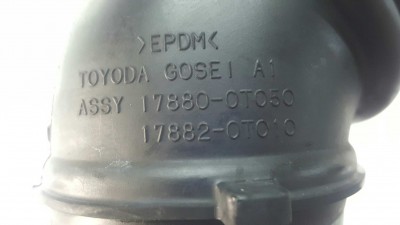 >EPDM<
TOYODA GOSEI A1
ASSY 17880-0T050
17882-0T010